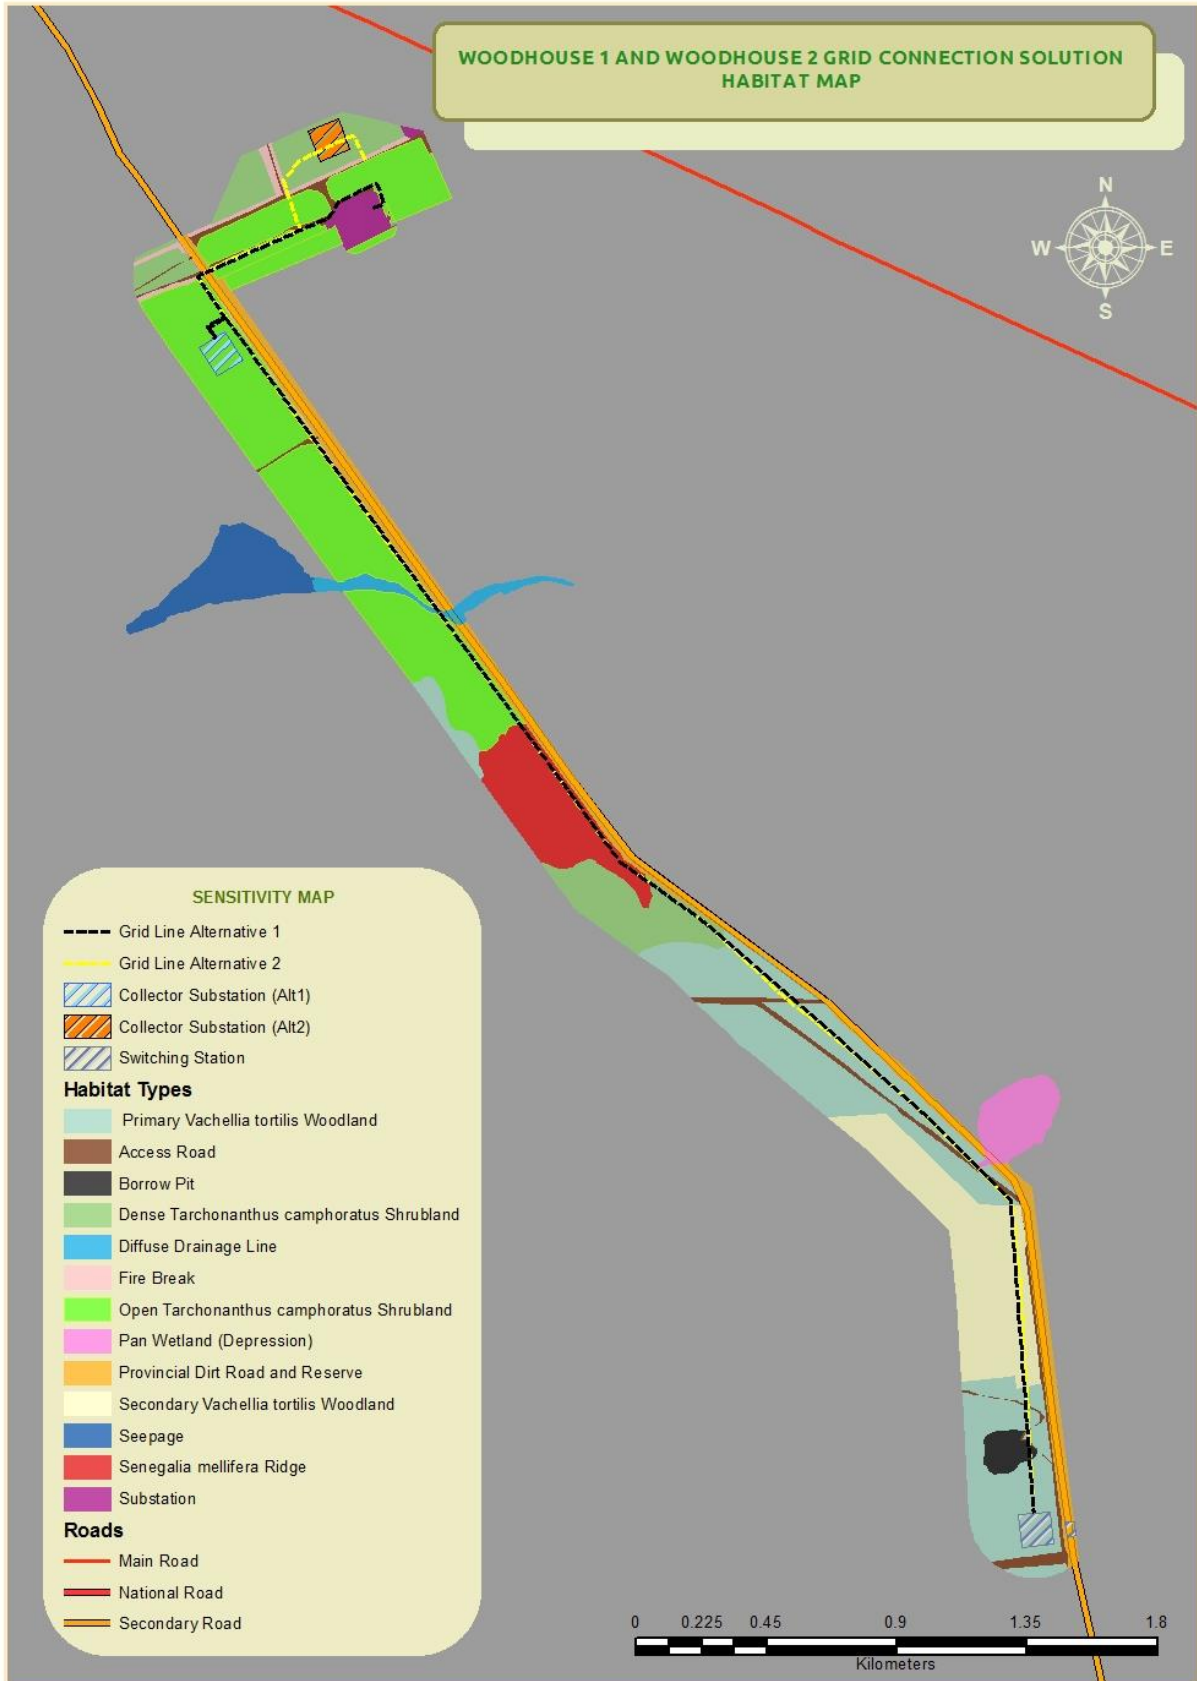 WOODHOUSE 1 AND WOODHOUSE 2 GRID CONNECTION SOLUTION
HABITAT MAP
N
W
E
S
SENSITIVITY MAP
Grid Line Alternative 1
Grid Line Alternative 2
Collector Substation (Alt1)
Collector Substation (Alt2)
Switching Station
Habitat Types
Primary Vachellia tortilis Woodland
Access Road
Borrow Pit
Dense Tarchonanthus camphoratus Shrubland
Diffuse Drainage Line
Fire Break
Open Tarchonanthus camphoratus Shrubland
Pan Wetland (Depression)
Provincial Dirt Road and Reserve
Secondary Vachellia tortilis Woodland
Seepage
Senegalia mellifera Ridge
Substation
Roads
Main Road
National Road
Secondary Road
0 0.225 0.45 0.9 1.35 1.8
Kilometers